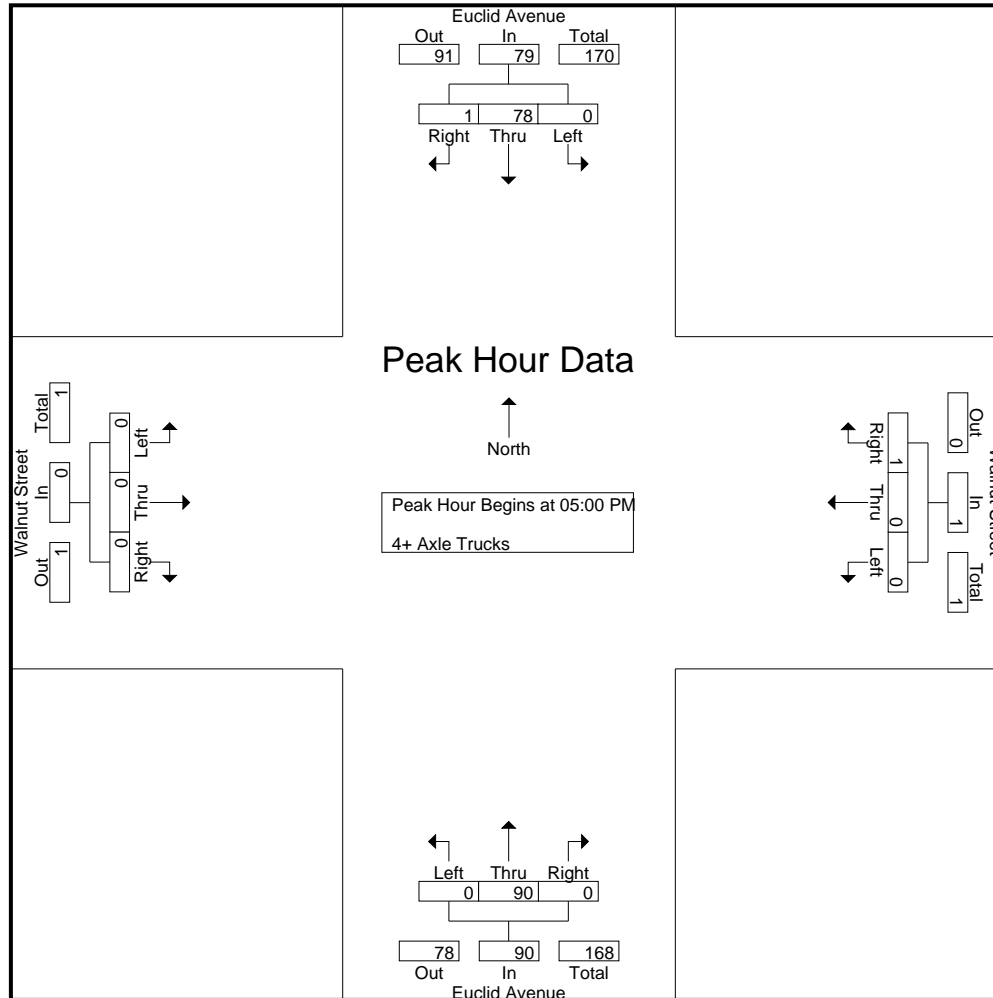 Euclid Avenue
Out In Total
91 79 170
1 78 0
Right Thru Left
Peak Hour Data
North
Peak Hour Begins at 05:00 PM
4+ Axle Trucks
Walnut Street
Total In Out
1 0 1
0 0 0
Left Thru Right
Right Thru Left
1 0 0
Out In Total
0 1 1
Walnut Street
Left Thru Right
0 90 0
78 90 168
Out In Total
Euclid Avenue